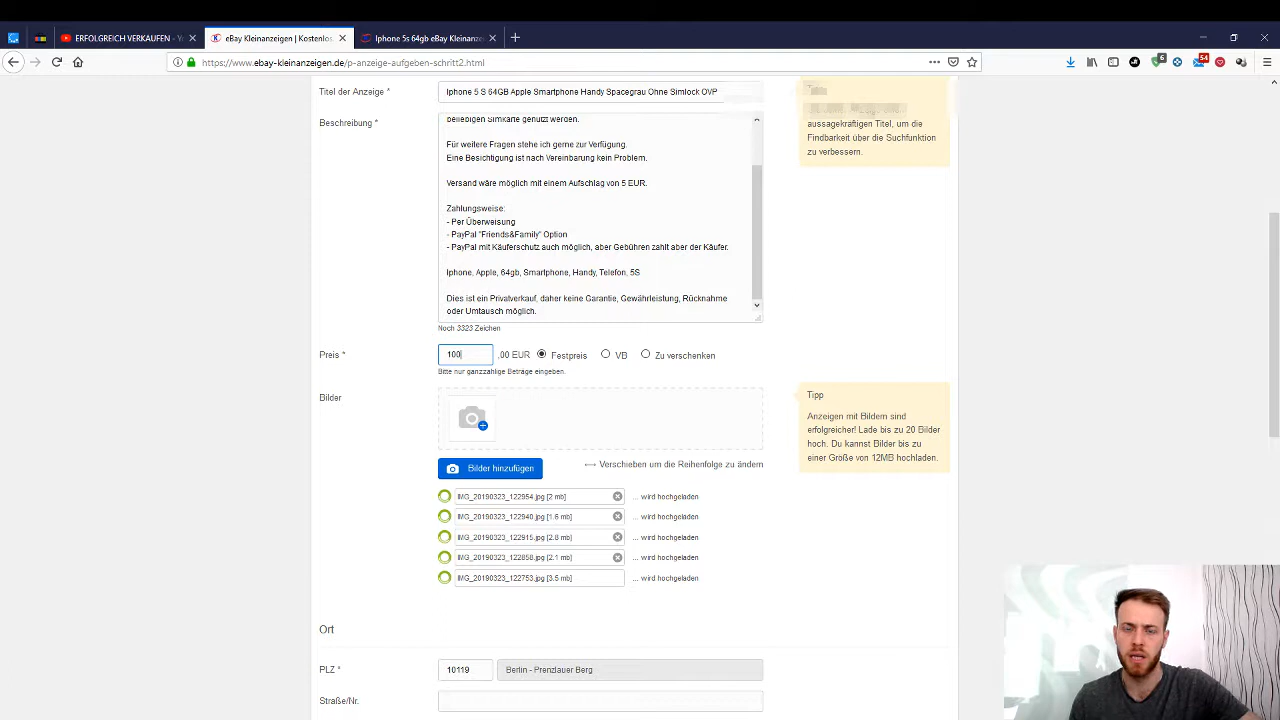 ERFOLGREICH VERKAUFEN - Y
eBay Kleinanzeigen | Kostenlos
Iphone 5s 64gb eBay Kleinanze
https://www.ebay-kleinanzeigen.de/p-anzeige-aufgeben-schritt2.html
6
54
Titel der Anzeige *
Iphone 5 S 64GB Apple Smartphone Handy Spacegrau Ohne Simlock OVP
aussagekräftigen Titel, um die
Findbarkeit über die Suchfunktion
zu verbessern.
Beschreibung *
beliebigen Simkarte genutzt werden.
Für weitere Fragen stehe ich gerne zur Verfügung.
Eine Besichtigung ist nach Vereinbarung kein Problem.
Versand wäre möglich mit einem Aufschlag von 5 EUR.
Zahlungsweise:
- Per Überweisung
- PayPal "Friends&Family" Option
- PayPal mit Käuferschutz auch möglich, aber Gebühren zahlt aber der Käufer.
Iphone, Apple, 64gb, Smartphone, Handy, Telefon, 5S
Dies ist ein Privatverkauf, daher keine Garantie, Gewährleistung, Rücknahme
oder Umtausch möglich.
Noch 3323 Zeichen
Preis *
100 ,00 EUR Festpreis VB Zu verschenken
Bitte nur ganzzahlige Beträge eingeben.
Bilder
Tipp
Anzeigen mit Bildern sind
erfolgreicher! Lade bis zu 20 Bilder
hoch. Du kannst Bilder bis zu
einer Größe von 12MB hochladen.
Bilder hinzufügen
Verschieben um die Reihenfolge zu ändern
IMG_20190323_122954.jpg [2 mb] ... wird hochgeladen
IMG_20190323_122940.jpg [1.6 mb] ... wird hochgeladen
IMG_20190323_122915.jpg [2.8 mb] ... wird hochgeladen
IMG_20190323_122858.jpg [2.1 mb] ... wird hochgeladen
IMG_20190323_122753.jpg [3.5 mb] ... wird hochgeladen
Ort
PLZ *
10119 Berlin - Prenzlauer Berg
Straße/Nr.